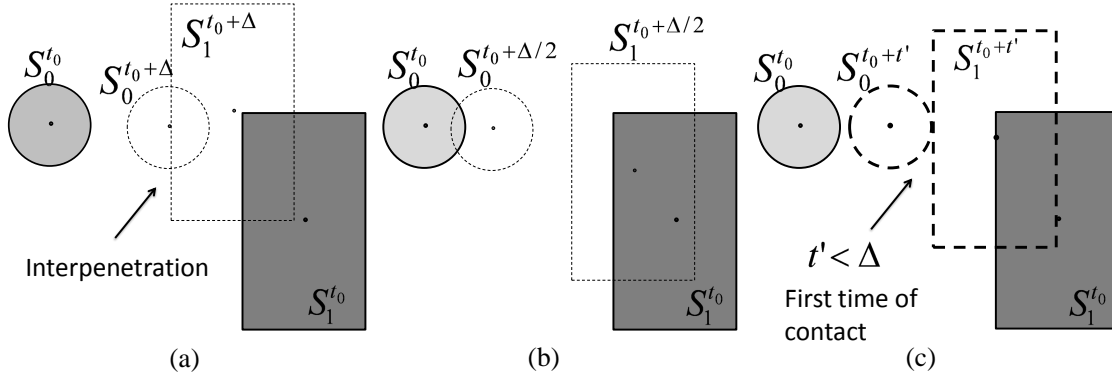 S_0^{t_0}
S_0^{t_0+Δ}
S_1^{t_0+Δ}
Interpenetration
S_1^{t_0}
(a)
S_0^{t_0}
S_0^{t_0+Δ/2}
S_1^{t_0+Δ/2}
S_1^{t_0}
(b)
S_0^{t_0}
S_0^{t_0+t'}
S_1^{t_0+t'}
t' < Δ
First time of
contact
S_1^{t_0}
(c)